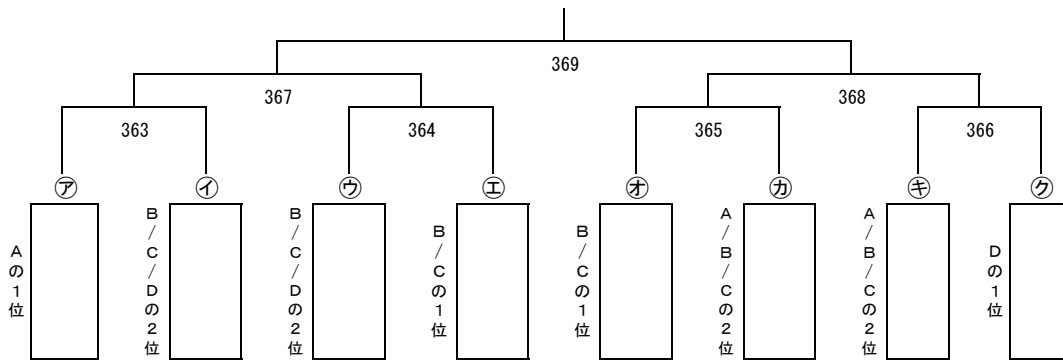 369
367
368
363
364
365
366
㋐
㋑
㋒
㋓
㋔
㋕
㋖
㋗
Aの1位
B/C/Dの2位
B/C/Dの2位
B/Cの1位
B/Cの1位
A/B/Cの2位
A/B/Cの2位
Dの1位